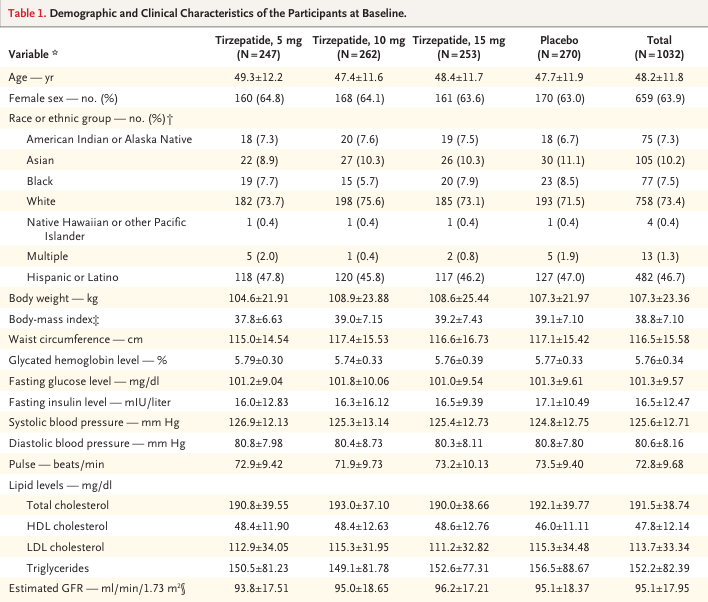 Table 1. Demographic and Clinical Characteristics of the Participants at Baseline.
Variable * Tirzepatide, 5 mg (N=247) Tirzepatide, 10 mg (N=262) Tirzepatide, 15 mg (N=253) Placebo (N=270) Total (N=1032)
Age — yr 49.3±12.2 47.4±11.6 48.4±11.7 47.7±11.9 48.2±11.8
Female sex — no. (%) 160 (64.8) 168 (64.1) 161 (63.6) 170 (63.0) 659 (63.9)
Race or ethnic group — no. (%)†
American Indian or Alaska Native 18 (7.3) 20 (7.6) 19 (7.5) 18 (6.7) 75 (7.3)
Asian 22 (8.9) 27 (10.3) 26 (10.3) 30 (11.1) 105 (10.2)
Black 19 (7.7) 15 (5.7) 20 (7.9) 23 (8.5) 77 (7.5)
White 182 (73.7) 198 (75.6) 185 (73.1) 193 (71.5) 758 (73.4)
Native Hawaiian or other Pacific 1 (0.4) 1 (0.4) 1 (0.4) 1 (0.4) 4 (0.4)
Islander
Multiple 5 (2.0) 1 (0.4) 2 (0.8) 5 (1.9) 13 (1.3)
Hispanic or Latino 118 (47.8) 120 (45.8) 117 (46.2) 127 (47.0) 482 (46.7)
Body weight — kg 104.6±21.91 108.9±23.88 108.6±25.44 107.3±21.97 107.3±23.36
Body-mass index‡ 37.8±6.63 39.0±7.15 39.2±7.43 39.1±7.10 38.8±7.10
Waist circumference — cm 115.0±14.54 117.4±15.53 116.6±16.73 117.1±15.42 116.5±15.58
Glycated hemoglobin level — % 5.79±0.30 5.74±0.33 5.76±0.39 5.77±0.33 5.76±0.34
Fasting glucose level — mg/dl 101.2±9.04 101.8±10.06 101.0±9.54 101.3±9.61 101.3±9.57
Fasting insulin level — mIU/liter 16.0±12.83 16.3±16.12 16.5±9.39 17.1±10.49 16.5±12.47
Systolic blood pressure — mm Hg 126.9±12.13 125.3±13.14 125.4±12.73 124.8±12.75 125.6±12.71
Diastolic blood pressure — mm Hg 80.8±7.98 80.4±8.73 80.3±8.11 80.8±7.80 80.6±8.16
Pulse — beats/min 72.9±9.42 71.9±9.73 73.2±10.13 73.5±9.40 72.8±9.68
Lipid levels — mg/dl
Total cholesterol 190.8±39.55 193.0±37.10 190.0±38.66 192.1±39.77 191.5±38.74
HDL cholesterol 48.4±11.90 48.4±12.63 48.6±12.76 46.0±11.11 47.8±12.14
LDL cholesterol 112.9±34.05 115.3±31.95 111.2±32.82 115.3±34.48 113.7±33.34
Triglycerides 150.5±81.23 149.1±81.78 152.6±77.31 156.5±88.67 152.2±82.39
Estimated GFR — ml/min/1.73 m²§ 93.8±17.51 95.0±18.65 96.2±17.21 95.1±18.37 95.1±17.95